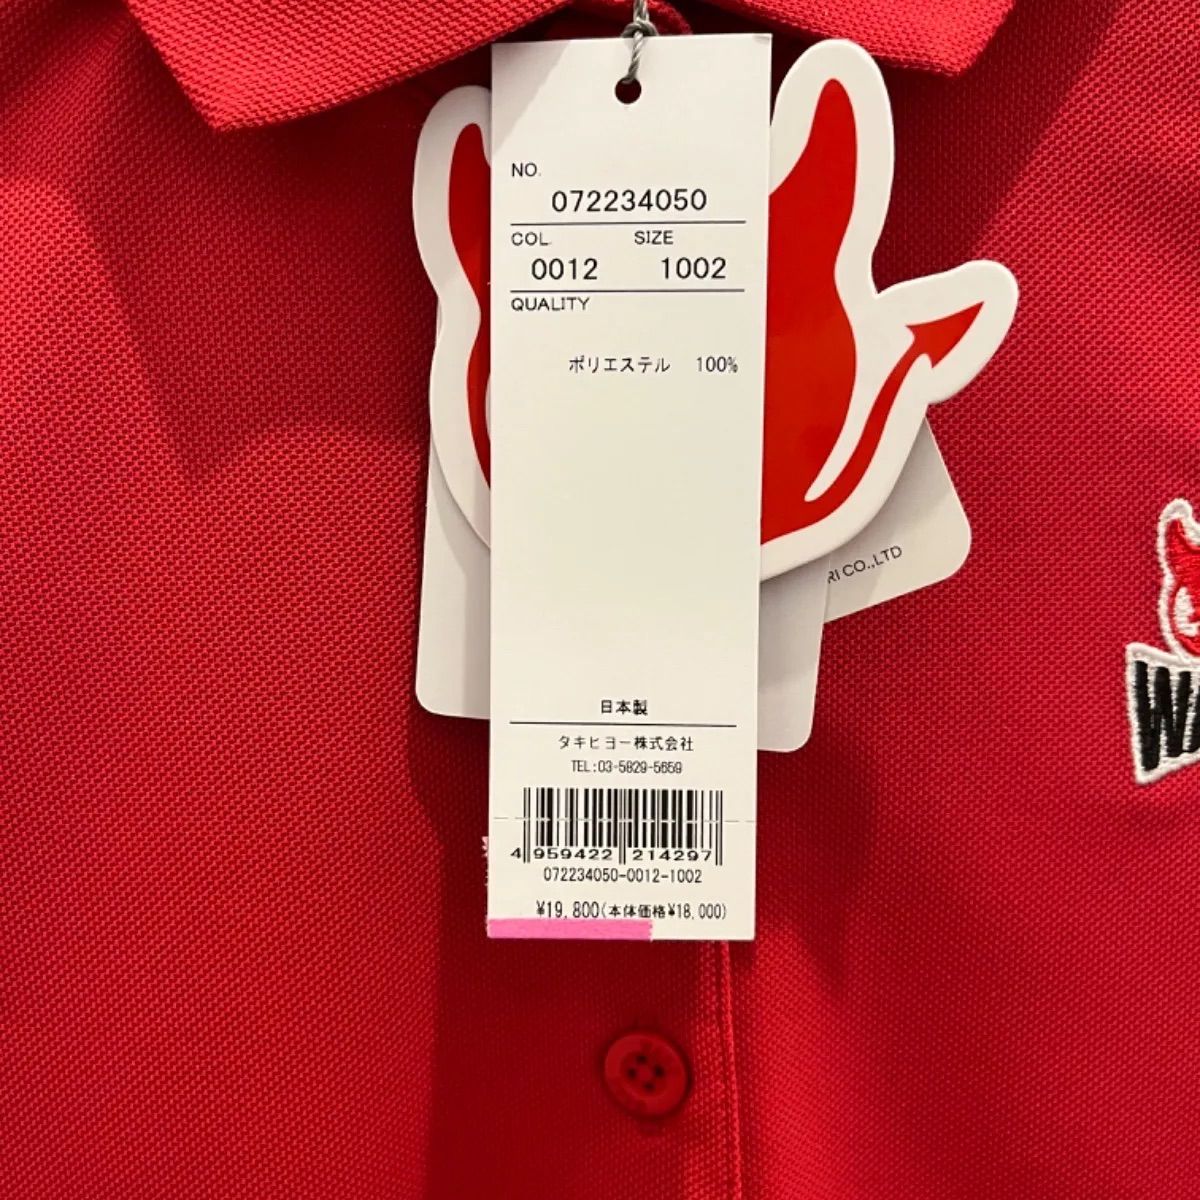 NO.
072234050
COL. SIZE
0012 1002
QUALITY
ポリエステル 100%
日本製
タキヒヨー株式会社
TEL:03-5829-5659
4 959422 214297
072234050-0012-1002
¥19,800(本体価格¥18,000)
CO.,LTD